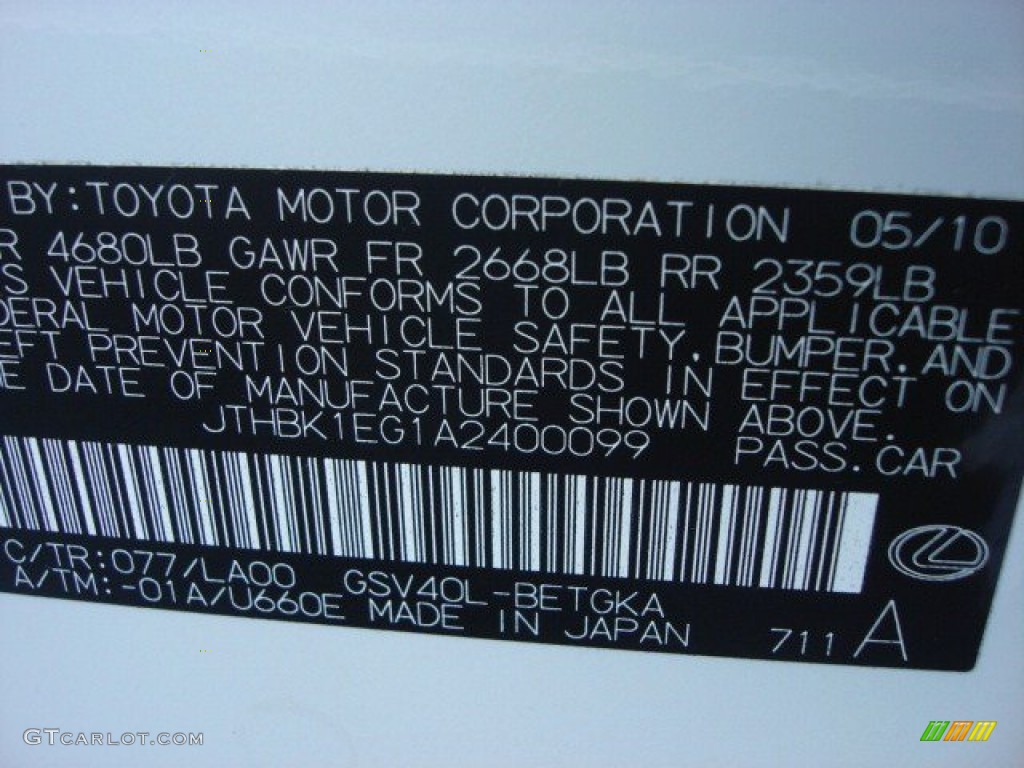 BY: TOYOTA MOTOR CORPORATION 05/10
R 4680LB GAWR FR 2668LB RR 2359LB
S VEHICLE CONFORMS TO ALL APPLICABLE
DERAL MOTOR VEHICLE SAFETY, BUMPER, AND
EFT PREVENTION STANDARDS IN EFFECT ON
E DATE OF MANUFACTURE SHOWN ABOVE.
JTHBK1EG1A2400099 PASS. CAR
C/TR: 077/LA00 GSV40L-BETGKA
A/TM: -01A/U660E MADE IN JAPAN 711 A
GTCARLOT.COM